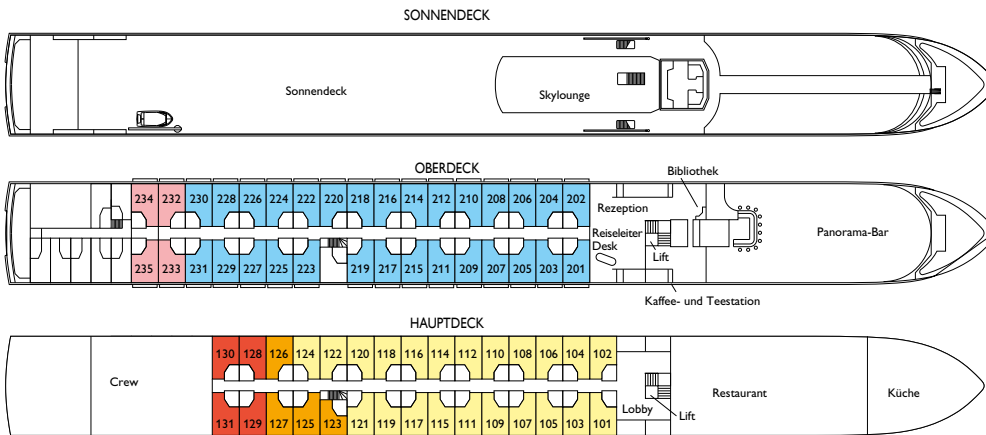 SONNENDECK
Sonnendeck
Skylounge
OBERDECK
Bibliothek
234 232 230 228 226 224 222 220 218 216 214 212 210 208 206 204 202
Rezeption
Reiseleiter
Desk
Lift
Panorama-Bar
235 233 231 229 227 225 223 219 217 215 211 209 207 205 203 201
Kaffee- und Teestation
HAUPTDECK
130 128 126 124 122 120 118 116 114 112 110 108 106 104 102
Crew
Restaurant
Küche
Lobby
Lift
131 129 127 125 123 121 119 117 115 111 109 107 105 103 101